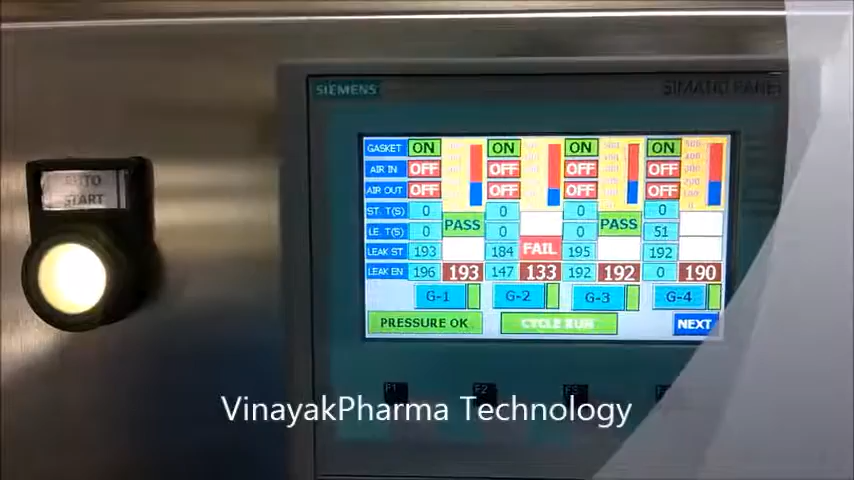 SIEMENS
SIMATIC PANEL
AUTO
START
GASKET ON ON ON ON
AIR IN OFF OFF OFF OFF
AIR OUT OFF OFF OFF OFF
ST. T(S) 0 0 0 0
PASS PASS
LE. T(S) 0 0 0 51
LEAK ST 193 184 FAIL 195 192
LEAK EN 196 193 147 133 192 192 0 190
G-1 G-2 G-3 G-4
PRESSURE OK CYCLE RUN NEXT
F1 F2 F3
VinayakPharma Technology